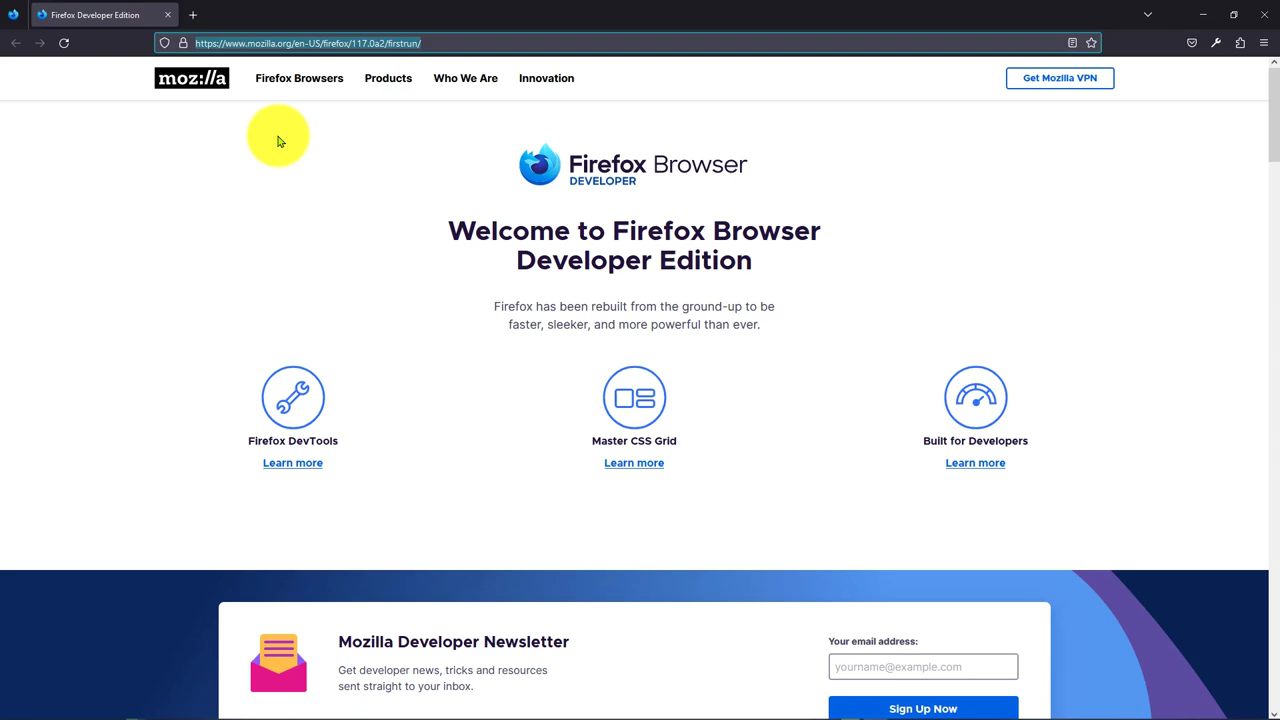 Firefox Developer Edition
https://www.mozilla.org/en-US/firefox/117.0a2/firstrun/
moz://a
Firefox Browsers
Products
Who We Are
Innovation
Get Mozilla VPN
Firefox Browser
DEVELOPER
Welcome to Firefox Browser
Developer Edition
Firefox has been rebuilt from the ground-up to be
faster, sleeker, and more powerful than ever.
Firefox DevTools
Learn more
Master CSS Grid
Learn more
Built for Developers
Learn more
Mozilla Developer Newsletter
Get developer news, tricks and resources
sent straight to your inbox.
Your email address:
yourname@example.com
Sign Up Now